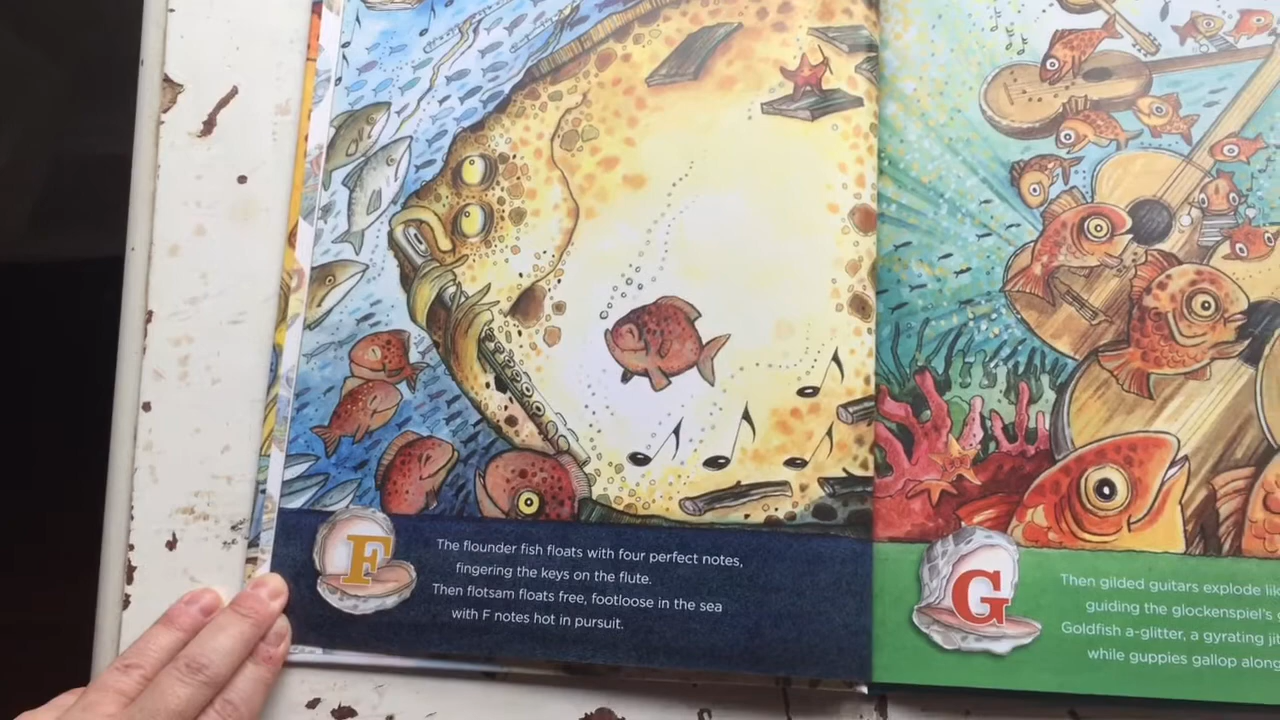 F
The flounder fish floats with four perfect notes,
fingering the keys on the flute.
Then flotsam floats free, footloose in the sea
with F notes hot in pursuit.
G
Then gilded guitars explode
guiding the glockenspiel's
Goldfish a-glitter, a gyrating
while guppies gallop